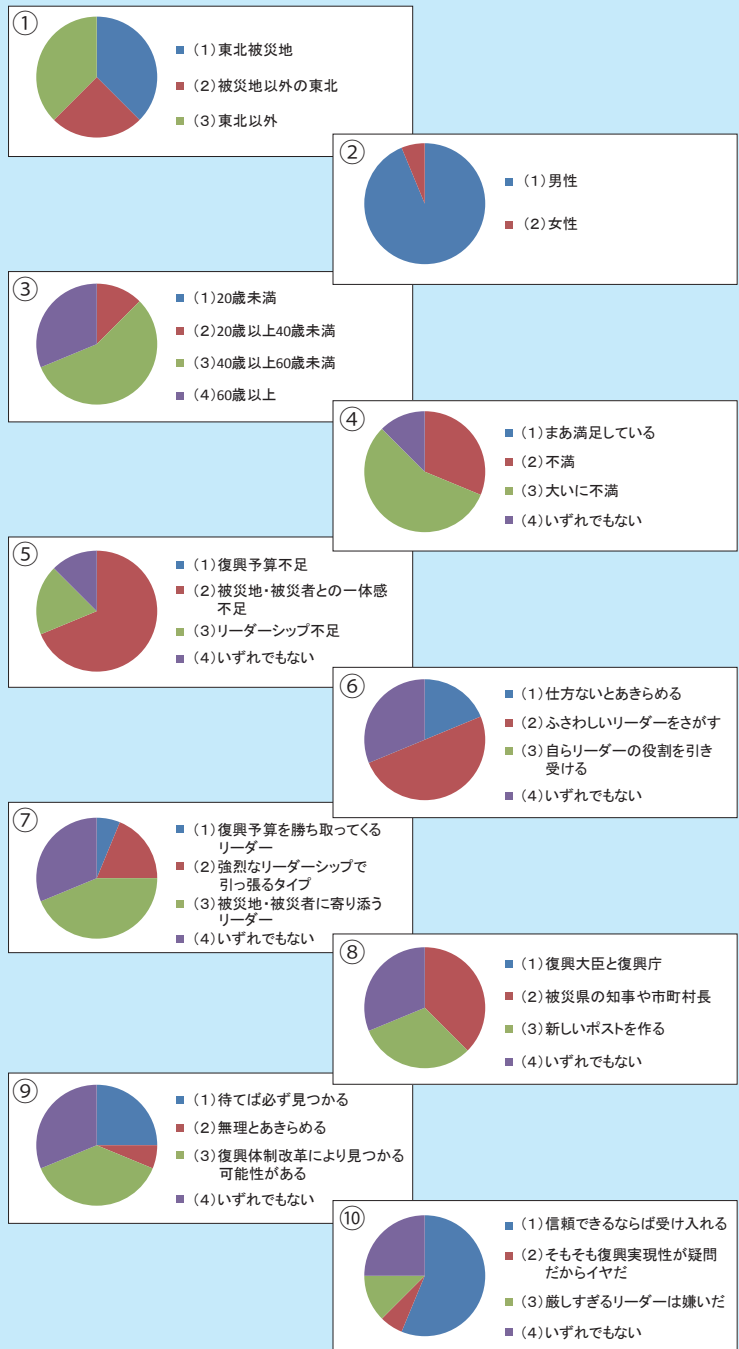 ①
(1)東北被災地
(2)被災地以外の東北
(3)東北以外
②
(1)男性
(2)女性
③
(1)20歳未満
(2)20歳以上40歳未満
(3)40歳以上60歳未満
(4)60歳以上
④
(1)まあ満足している
(2)不満
(3)大いに不満
(4)いずれでもない
⑤
(1)復興予算不足
(2)被災地・被災者との一体感
不足
(3)リーダーシップ不足
(4)いずれでもない
⑥
(1)仕方ないとあきらめる
(2)ふさわしいリーダーをさがす
(3)自らリーダーの役割を引き
受ける
(4)いずれでもない
⑦
(1)復興予算を勝ち取ってくる
リーダー
(2)強烈なリーダーシップで
引っ張るタイプ
(3)被災地・被災者に寄り添う
リーダー
(4)いずれでもない
⑧
(1)復興大臣と復興庁
(2)被災県の知事や市町村長
(3)新しいポストを作る
(4)いずれでもない
⑨
(1)待てば必ず見つかる
(2)無理とあきらめる
(3)復興体制改革により見つかる
可能性がある
(4)いずれでもない
⑩
(1)信頼できるならば受け入れる
(2)そもそも復興実現性が疑問
だからイヤだ
(3)厳しすぎるリーダーは嫌いだ
(4)いずれでもない